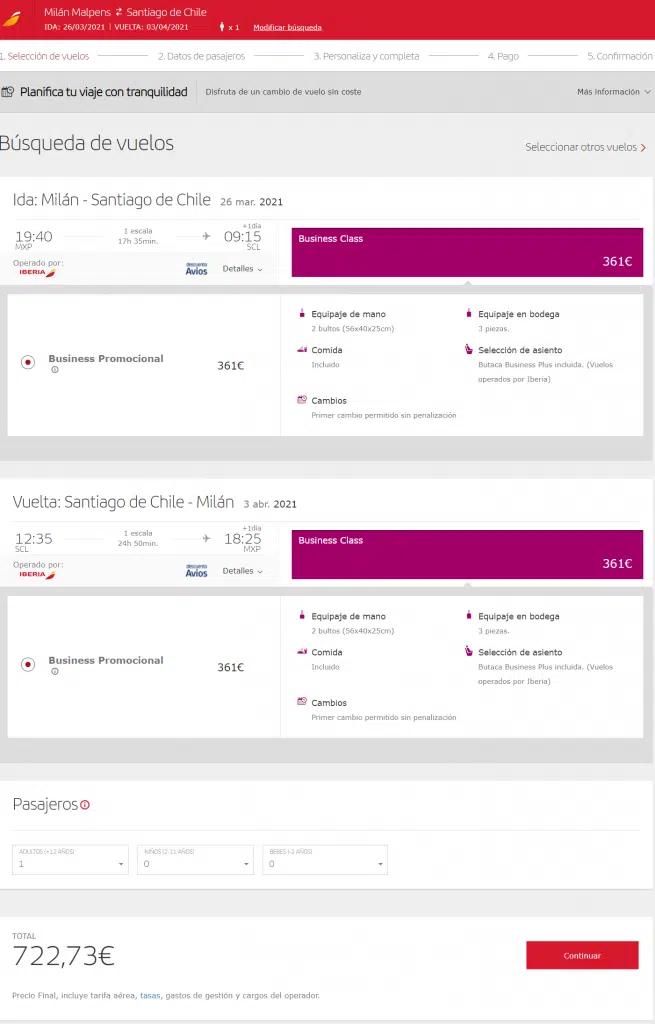 Milán Malpens ⇄ Santiago de Chile
IDA: 26/03/2021 | VUELTA: 03/04/2021 x 1 Modificar búsqueda
1. Selección de vuelos 2. Datos de pasajeros 3. Personaliza y completa 4. Pago 5. Confirmación
Planifica tu viaje con tranquilidad Disfruta de un cambio de vuelo sin coste Más información
Búsqueda de vuelos
Seleccionar otros vuelos
Ida: Milán - Santiago de Chile 26 mar. 2021
19:40 1 escala +1día 09:15
MXP 17h 35min. SCL
Business Class
361€
Operado por:
IBERIA
descuento
Avios
Detalles
Business Promocional
361€
Equipaje de mano
2 bultos (56x40x25cm)
Equipaje en bodega
3 piezas.
Comida
Incluido
Selección de asiento
Butaca Business Plus incluida. (Vuelos
operados por Iberia)
Cambios
Primer cambio permitido sin penalización
Vuelta: Santiago de Chile - Milán 3 abr. 2021
12:35 1 escala +1día 18:25
SCL 24h 50min. MXP
Business Class
361€
Operado por:
IBERIA
descuento
Avios
Detalles
Business Promocional
361€
Equipaje de mano
2 bultos (56x40x25cm)
Equipaje en bodega
3 piezas.
Comida
Incluido
Selección de asiento
Butaca Business Plus incluida. (Vuelos
operados por Iberia)
Cambios
Primer cambio permitido sin penalización
Pasajeros
ADULTOS (+12 AÑOS) NIÑOS (2-11 AÑOS) BEBES (-2 AÑOS)
1 0 0
TOTAL
722,73€
Continuar
Precio Final, incluye tarifa aérea, tasas, gastos de gestión y cargos del operador.